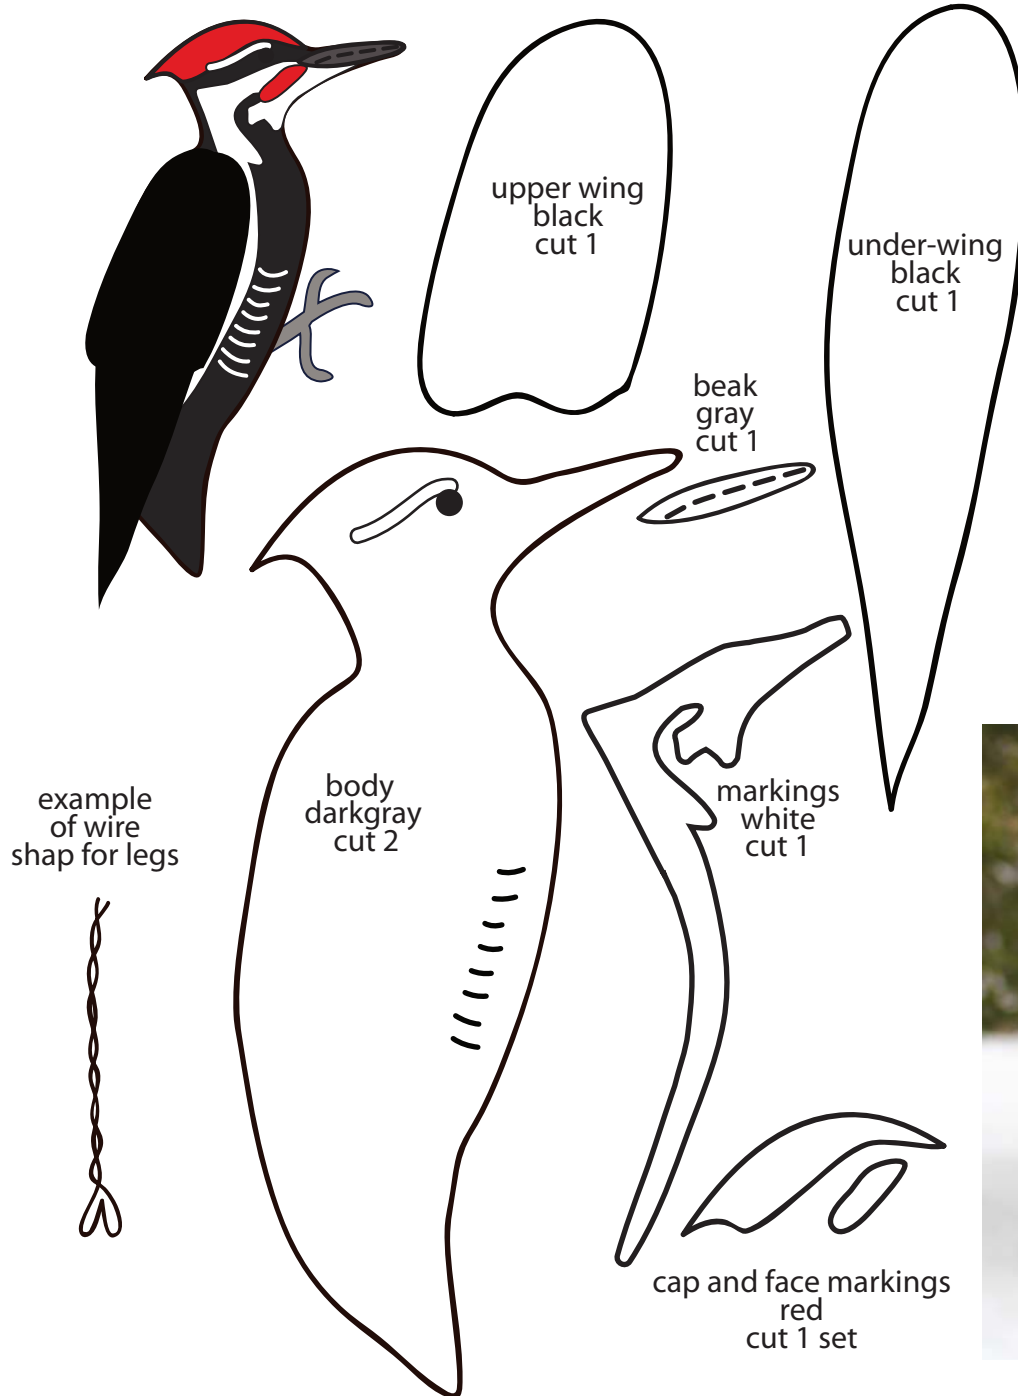 upper wing
black
cut 1
under-wing
black
cut 1
beak
gray
cut 1
body
darkgray
cut 2
markings
white
cut 1
example
of wire
shap for legs
cap and face markings
red
cut 1 set